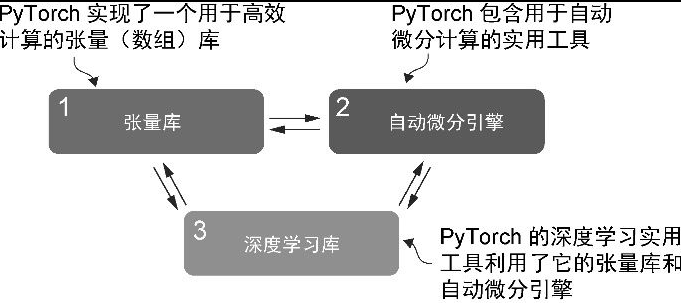 PyTorch 实现了一个用于高效
计算的张量（数组）库
PyTorch 包含用于自动
微分计算的实用工具
1
张量库
2
自动微分引擎
3
深度学习库
PyTorch 的深度学习实用
工具利用了它的张量库和
自动微分引擎